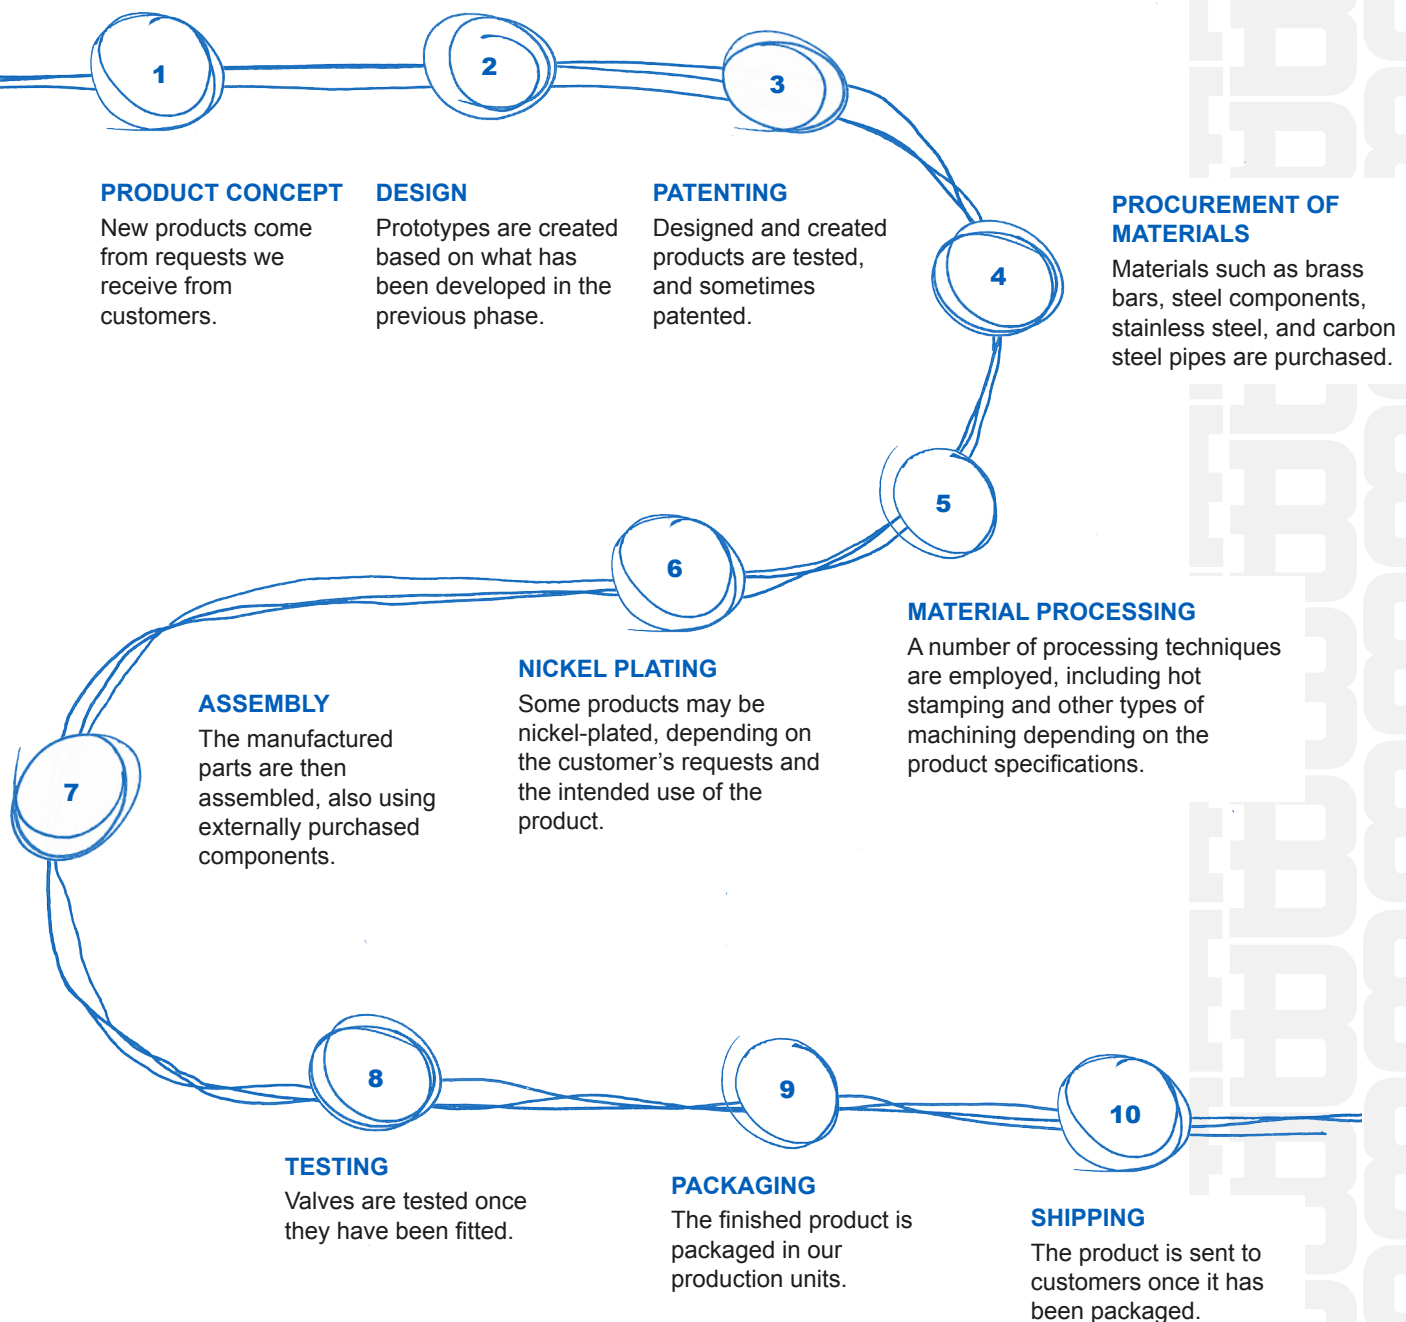 1
PRODUCT CONCEPT
New products come
from requests we
receive from
customers.
2
DESIGN
Prototypes are created
based on what has
been developed in the
previous phase.
3
PATENTING
Designed and created
products are tested,
and sometimes
patented.
4
PROCUREMENT OF
MATERIALS
Materials such as brass
bars, steel components,
stainless steel, and carbon
steel pipes are purchased.
5
MATERIAL PROCESSING
A number of processing techniques
are employed, including hot
stamping and other types of
machining depending on the
product specifications.
6
NICKEL PLATING
Some products may be
nickel-plated, depending on
the customer’s requests and
the intended use of the
product.
7
ASSEMBLY
The manufactured
parts are then
assembled, also using
externally purchased
components.
8
TESTING
Valves are tested once
they have been fitted.
9
PACKAGING
The finished product is
packaged in our
production units.
10
SHIPPING
The product is sent to
customers once it has
been packaged.